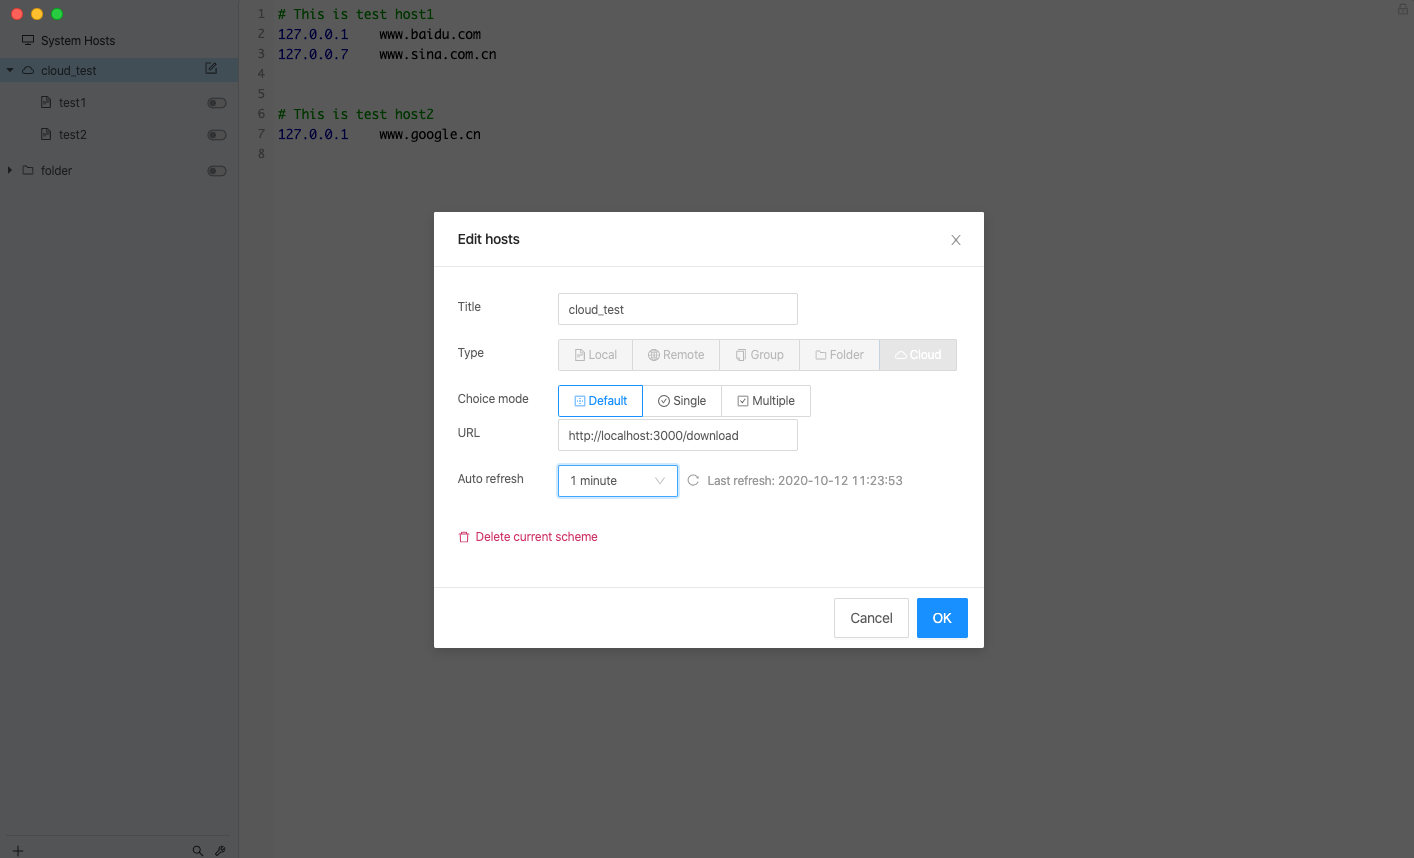 System Hosts
cloud_test
test1
test2
folder
1 # This is test host1
2 127.0.0.1 www.baidu.com
3 127.0.0.7 www.sina.com.cn
4
5
6 # This is test host2
7 127.0.0.1 www.google.cn
8
Edit hosts
Title cloud_test
Type Local Remote Group Folder Cloud
Choice mode Default Single Multiple
URL http://localhost:3000/download
Auto refresh 1 minute Last refresh: 2020-10-12 11:23:53
Delete current scheme
Cancel OK